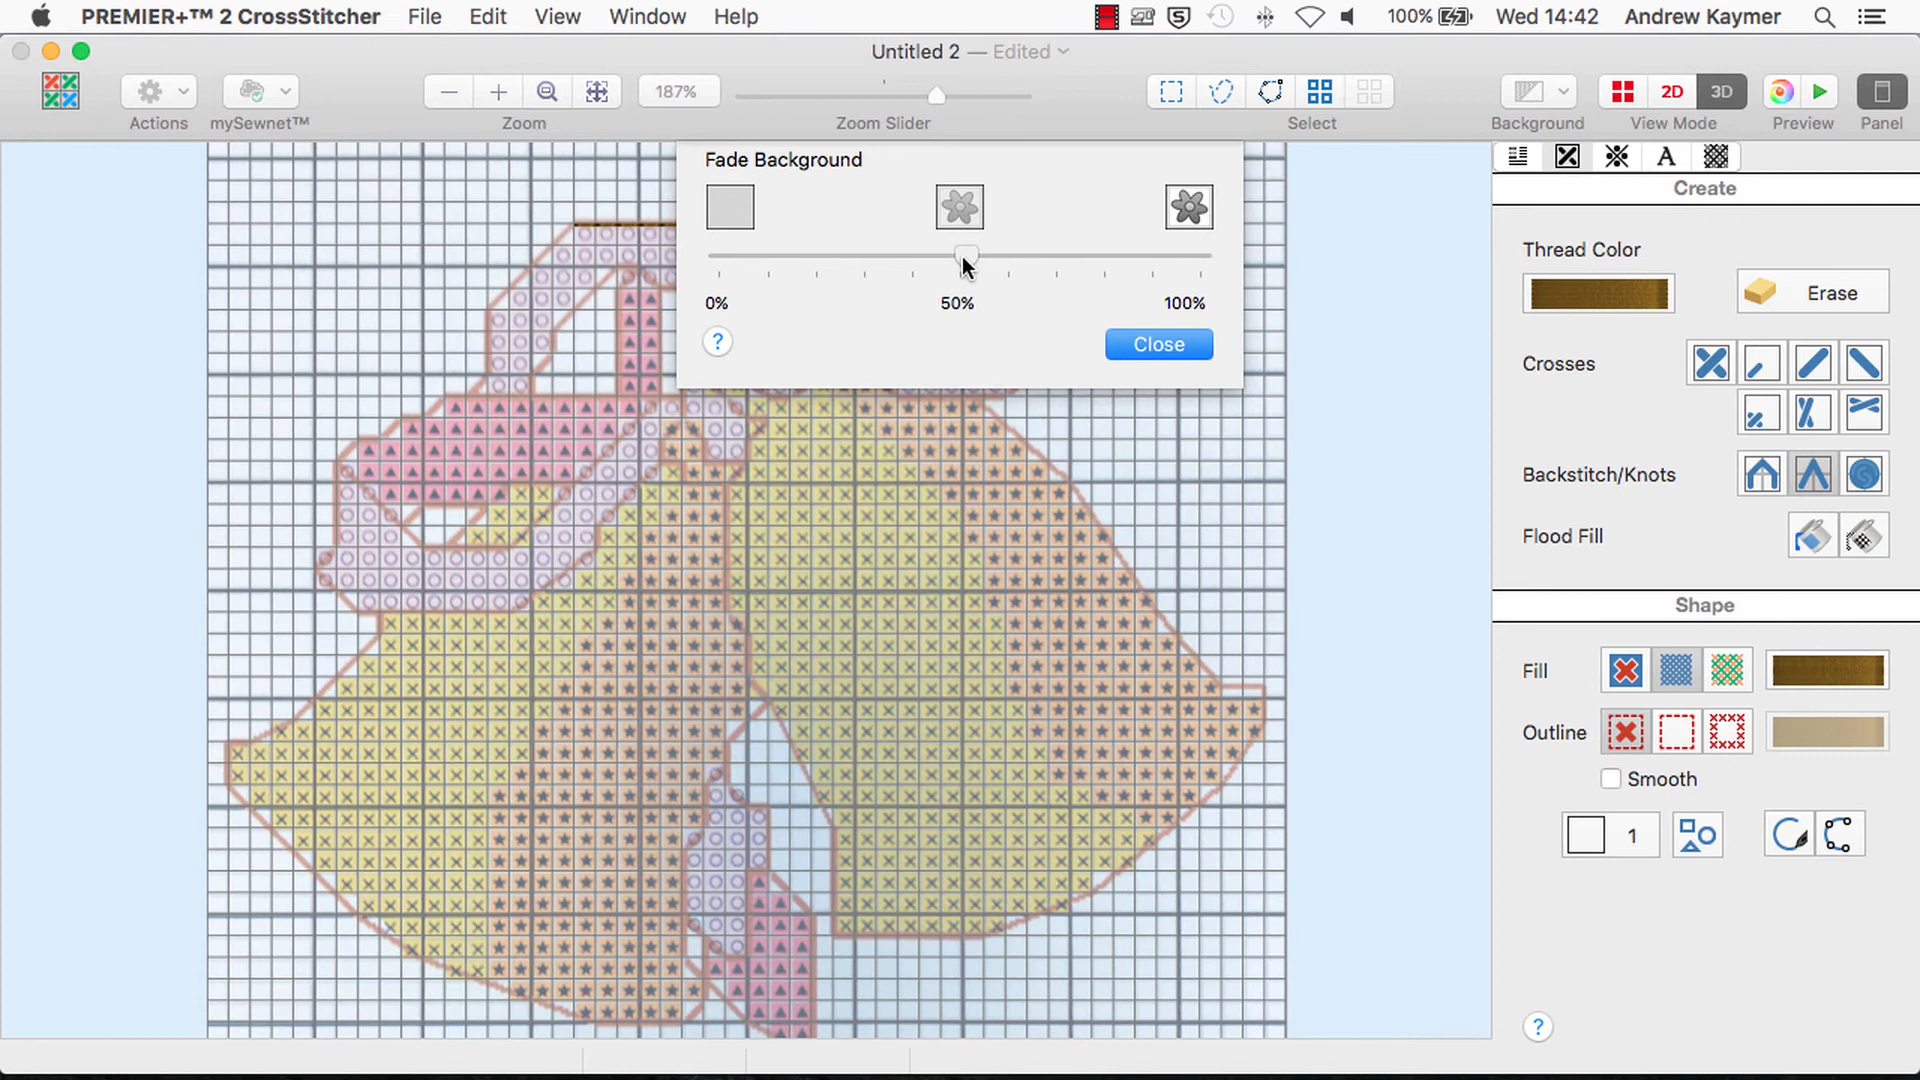 PREMIER+™ 2 CrossStitcher File Edit View Window Help 100% Wed 14:42 Andrew Kaymer
Untitled 2 — Edited
187% 2D 3D
Actions mySewnet™ Zoom Zoom Slider Select Background View Mode Preview Panel
A
Fade Background
Create
Thread Color
Erase
0% 50% 100%
? Close
Crosses
Backstitch/Knots
Flood Fill
Shape
Fill
Outline
Smooth
1
?